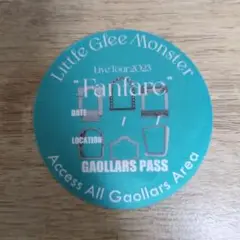 Little Glee Monster
Live Tour 2023
"Fanfare"
DATE
/
LOCATION
GAOLLARS PASS
Access All Gaollars Area